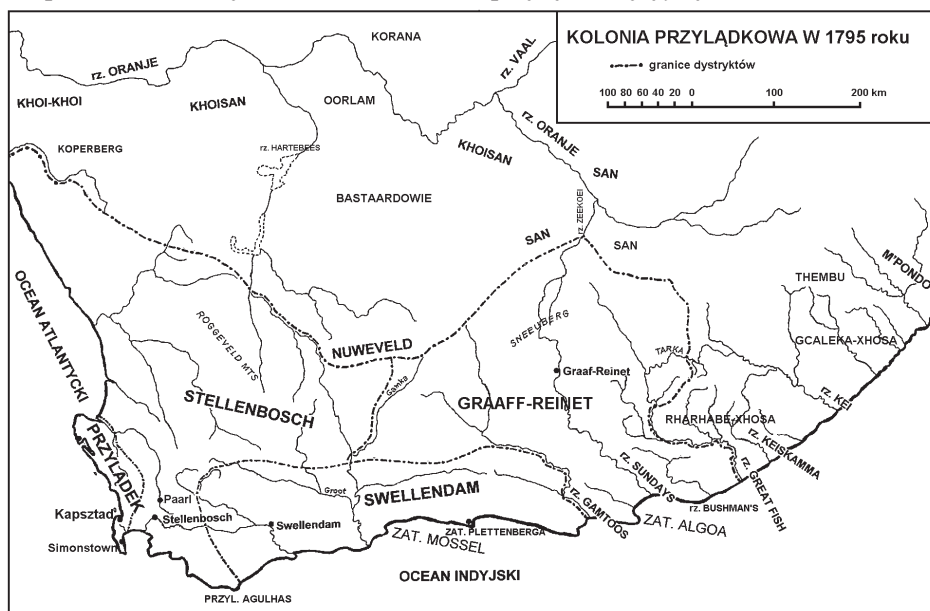 KOLONIA PRZYLĄDKOWA W 1795 roku
granice dystryktów
100 80 60 40 20 0 100 200 km
KORANA
rz. ORANJE
rz. VAAL
KHOI-KHOI
KHOISAN
OORLAM
rz. ORANJE
KOPERBERG
rz. HARTEBEES
KHOISAN
SAN
BASTAARDOWIE
rz. ZEEKOEI
SAN
SAN
M'PONDO
THEMBU
OCEAN ATLANTYCKI
ROGGEVELD MTS
SNEEUBERG
GCALEKA-XHOSA
NUWEVELD
TARKA
Graaf-Reinet
Gamka
rz. KEI
STELLENBOSCH
GRAAFF-REINET
RHARHABE-XHOSA
PRZYLĄDEK
rz. KEISKAMMA
rz. SUNDAYS
rz. GREAT FISH
Paarl
Groot
SWELLENDAM
rz. GAMTOOS
rz. BUSHMAN'S
Kapsztad
Stellenbosch
Swellendam
ZAT. PLETTENBERGA
ZAT. ALGOA
Simonstown
ZAT. MOSSEL
OCEAN INDYJSKI
PRZYL. AGULHAS